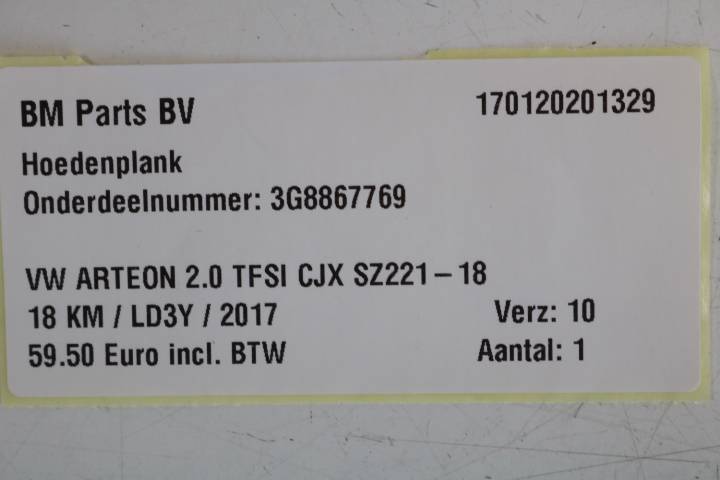 BM Parts BV 170120201329
Hoedenplank
Onderdeelnummer: 3G8867769
VW ARTEON 2.0 TFSI CJX SZ221-18
18 KM / LD3Y / 2017 Verz: 10
59.50 Euro incl. BTW Aantal: 1